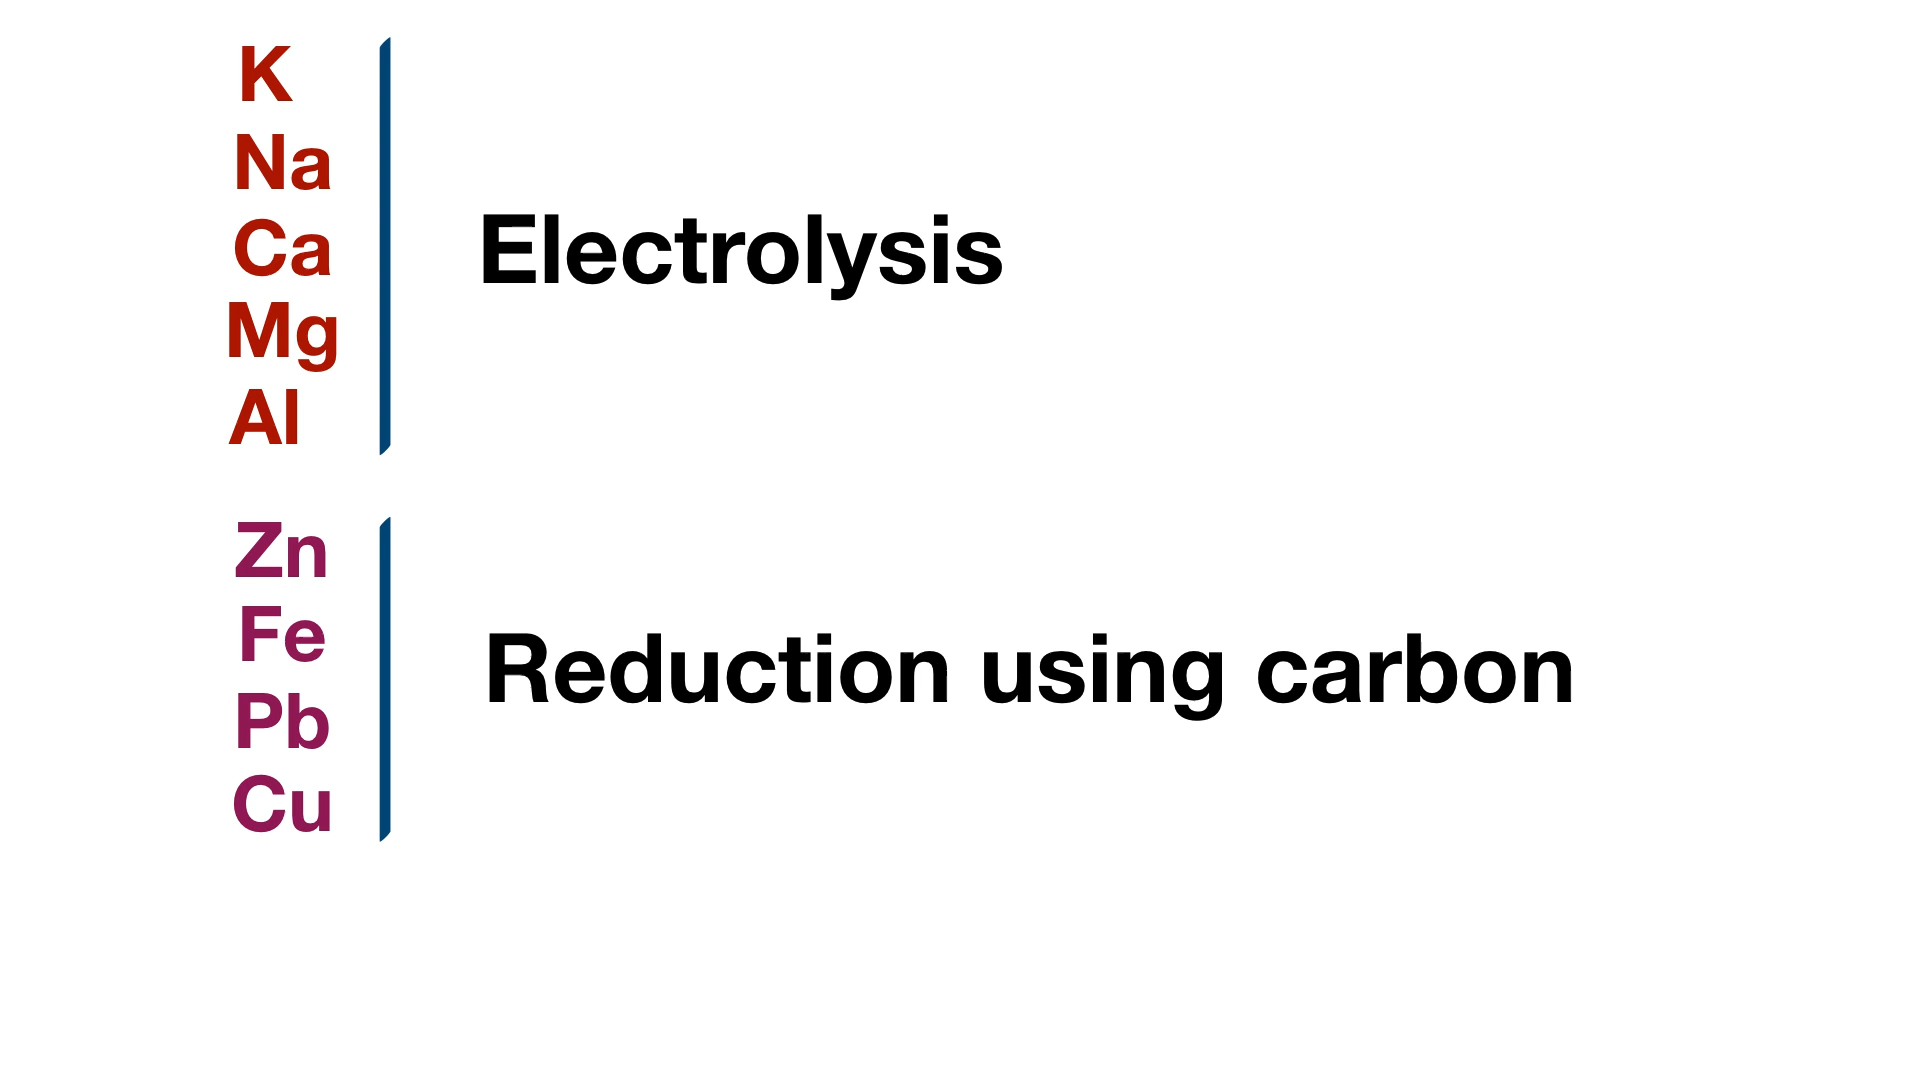 K
Na
Ca
Mg
Al
Electrolysis
Zn
Fe
Pb
Cu
Reduction using carbon